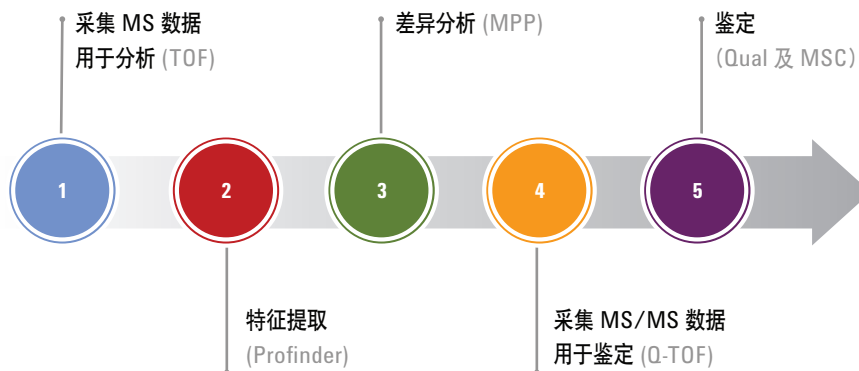 采集 MS 数据
用于分析 (TOF)
差异分析 (MPP)
鉴定
（Qual 及 MSC）
1
2
3
4
5
特征提取
(Profinder)
采集 MS/MS 数据
用于鉴定 (Q-TOF)